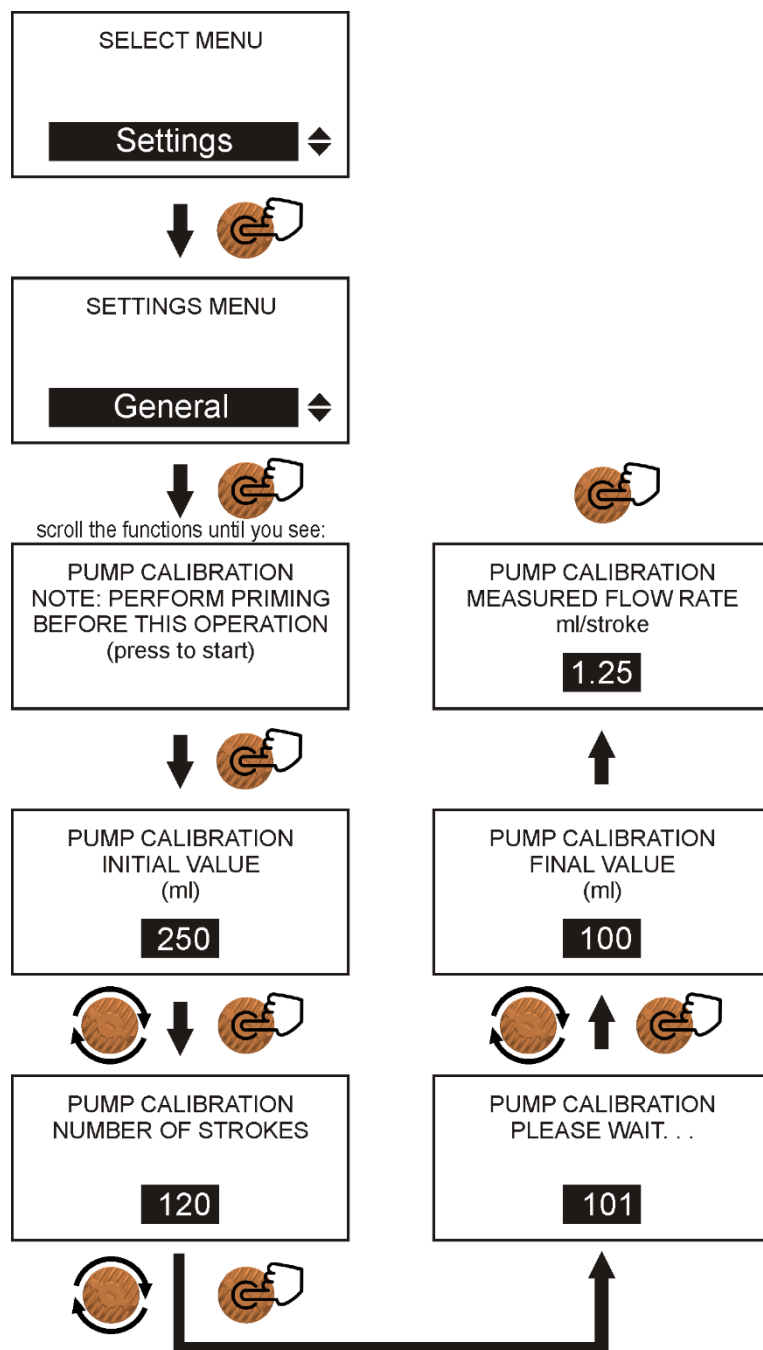 SELECT MENU
Settings
SETTINGS MENU
General
scroll the functions until you see:
PUMP CALIBRATION
NOTE: PERFORM PRIMING
BEFORE THIS OPERATION
(press to start)
PUMP CALIBRATION
INITIAL VALUE
(ml)
250
PUMP CALIBRATION
NUMBER OF STROKES
120
PUMP CALIBRATION
PLEASE WAIT. . .
101
PUMP CALIBRATION
FINAL VALUE
(ml)
100
PUMP CALIBRATION
MEASURED FLOW RATE
ml/stroke
1.25